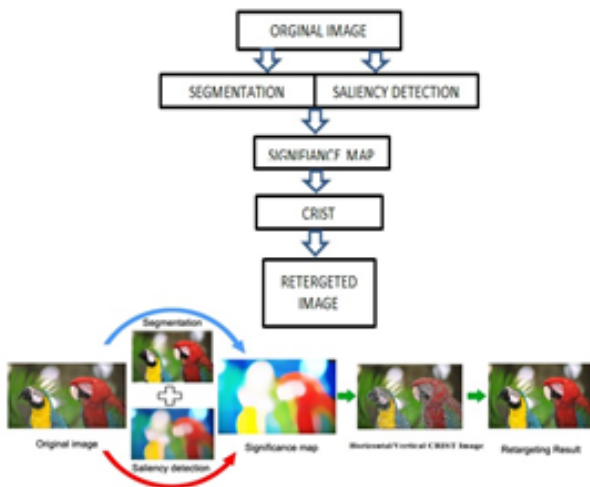 ORGINAL IMAGE
SEGMENTATION
SALIENCY DETECTION
SIGNIFIANCE MAP
CRIST
RETERGETED
IMAGE
Segmentation
Original image
Saliency detection
Significance map
Horizontal/Vertical CRIST Image
Retargeting Result